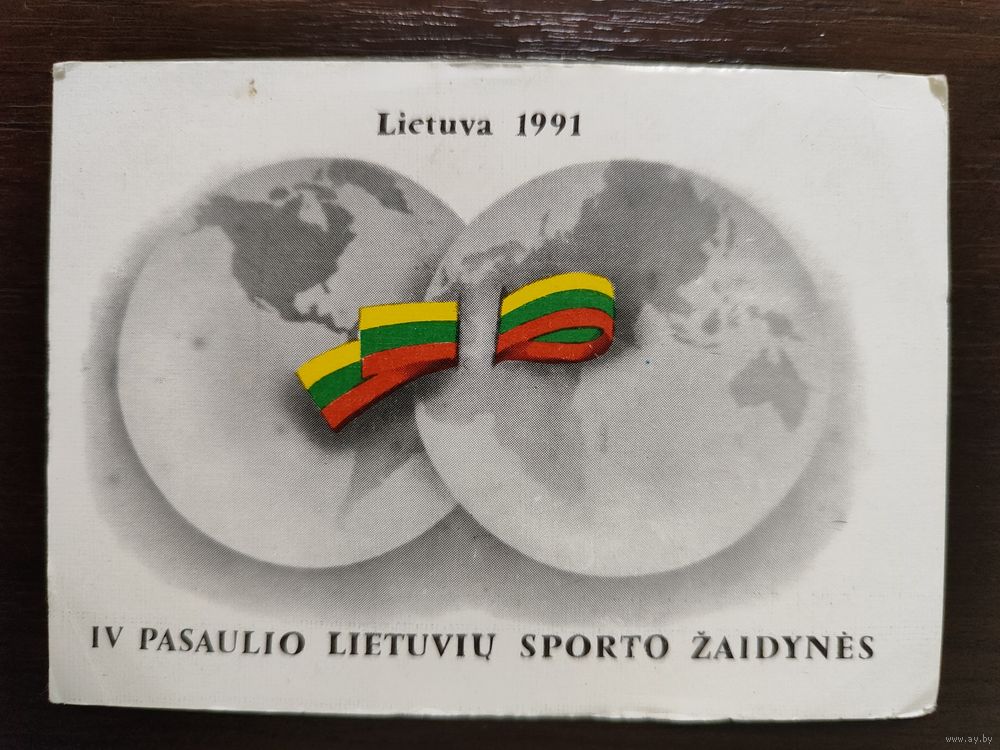 Lietuva 1991
IV PASAULIO LIETUVIŲ SPORTO ŽAIDYNĖS
www.ay.by